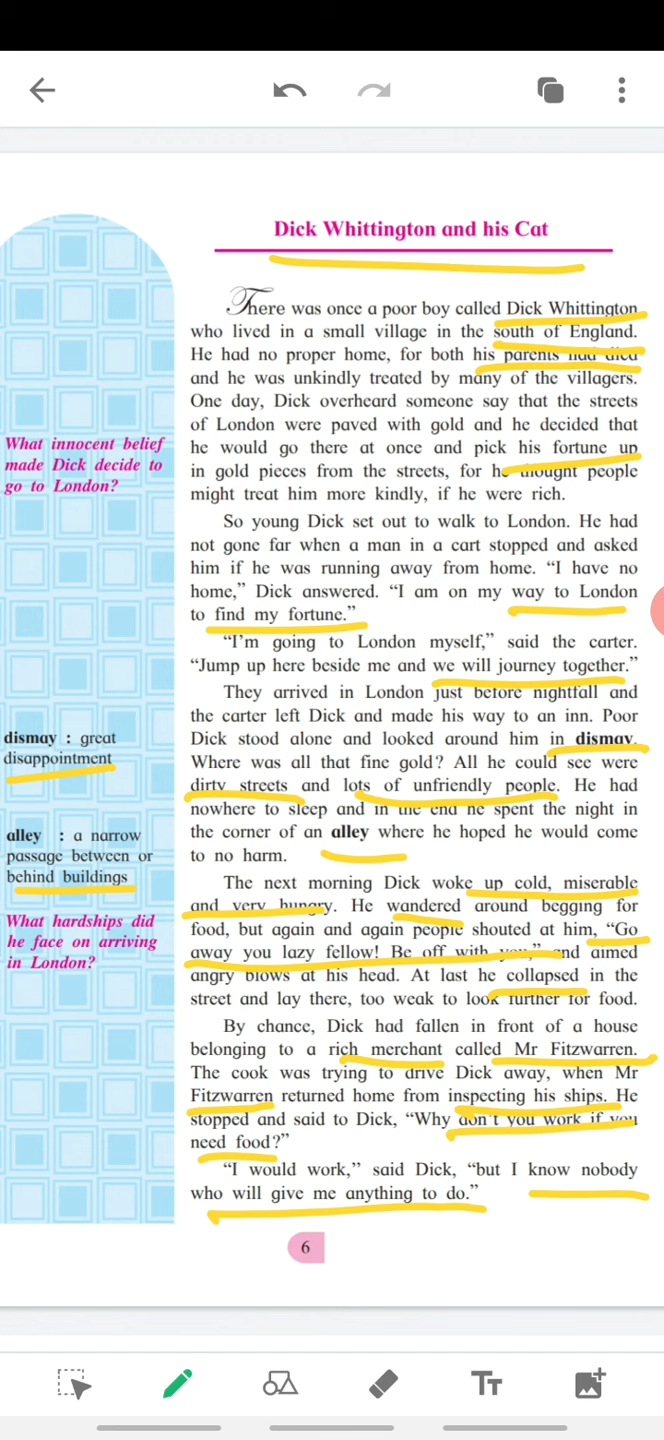 Dick Whittington and his Cat
There was once a poor boy called Dick Whittington
who lived in a small village in the south of England.
He had no proper home, for both his parents had died
and he was unkindly treated by many of the villagers.
One day, Dick overheard someone say that the streets
of London were paved with gold and he decided that
he would go there at once and pick his fortune up
in gold pieces from the streets, for he thought people
might treat him more kindly, if he were rich.
What innocent belief
made Dick decide to
go to London?
So young Dick set out to walk to London. He had
not gone far when a man in a cart stopped and asked
him if he was running away from home. “I have no
home,” Dick answered. “I am on my way to London
to find my fortune.”
“I’m going to London myself,” said the carter.
“Jump up here beside me and we will journey together.”
They arrived in London just before nightfall and
the carter left Dick and made his way to an inn. Poor
Dick stood alone and looked around him in dismay.
Where was all that fine gold? All he could see were
dirty streets and lots of unfriendly people. He had
nowhere to sleep and in the end he spent the night in
the corner of an alley where he hoped he would come
to no harm.
dismay : great
disappointment
alley : a narrow
passage between or
behind buildings
The next morning Dick woke up cold, miserable
and very hungry. He wandered around begging for
food, but again and again people shouted at him, “Go
away you lazy fellow! Be off with you,” and aimed
angry blows at his head. At last he collapsed in the
street and lay there, too weak to look further for food.
What hardships did
he face on arriving
in London?
By chance, Dick had fallen in front of a house
belonging to a rich merchant called Mr Fitzwarren.
The cook was trying to drive Dick away, when Mr
Fitzwarren returned home from inspecting his ships. He
stopped and said to Dick, “Why don’t you work if you
need food?”
“I would work,” said Dick, “but I know nobody
who will give me anything to do.”
6
TT